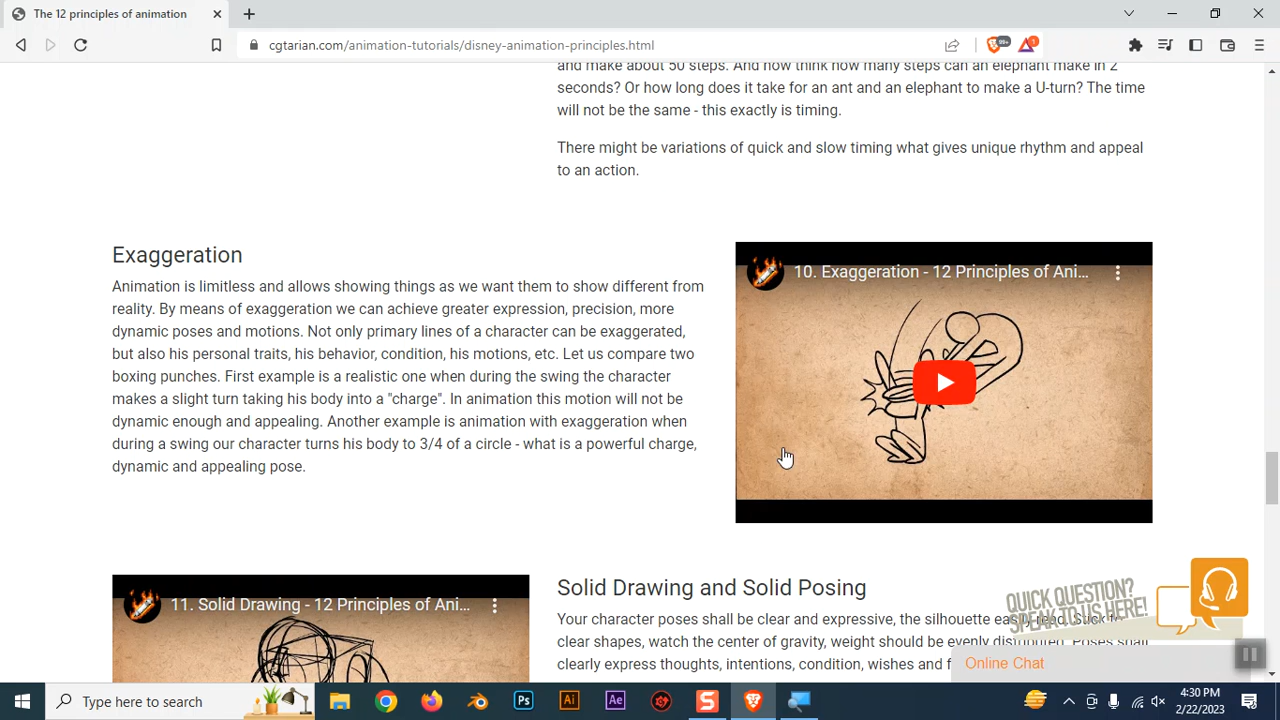 The 12 principles of animation
cgtarian.com/animation-tutorials/disney-animation-principles.html
99+
1
and make about 50 steps. And now think how many steps can an elephant make in 2
seconds? Or how long does it take for an ant and an elephant to make a U-turn? The time
will not be the same - this exactly is timing.
There might be variations of quick and slow timing what gives unique rhythm and appeal
to an action.
Exaggeration
Animation is limitless and allows showing things as we want them to show different from
reality. By means of exaggeration we can achieve greater expression, precision, more
dynamic poses and motions. Not only primary lines of a character can be exaggerated,
but also his personal traits, his behavior, condition, his motions, etc. Let us compare two
boxing punches. First example is a realistic one when during the swing the character
makes a slight turn taking his body into a "charge". In animation this motion will not be
dynamic enough and appealing. Another example is animation with exaggeration when
during a swing our character turns his body to 3/4 of a circle - what is a powerful charge,
dynamic and appealing pose.
10. Exaggeration - 12 Principles of Ani...
11. Solid Drawing - 12 Principles of Ani...
Solid Drawing and Solid Posing
Your character poses shall be clear and expressive, the silhouette
clear shapes, watch the center of gravity, weight should be evenly
clearly express thoughts, intentions, condition, wishes and
QUICK QUESTION?
SPEAK TO US HERE!
Online Chat
Type here to search
Ps
Ai
Ae
S
4:30 PM
2/22/2023